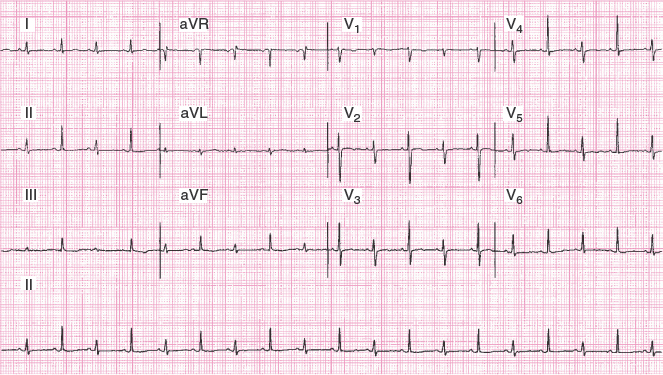 I aVR V₁ V₄
II aVL V₂ V₅
III aVF V₃ V₆
II